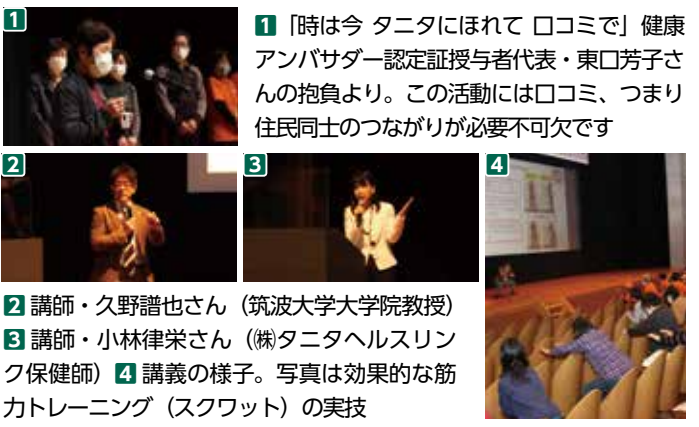 1
1「時は今 タニタにほれて 口コミで」健康
アンバサダー認定証授与者代表・東口芳子さ
んの抱負より。この活動には口コミ、つまり
住民同士のつながりが必要不可欠です
2
3
4
2 講師・久野譜也さん（筑波大学大学院教授）
3 講師・小林律栄さん（㈱タニタヘルスリン
ク保健師）4 講義の様子。写真は効果的な筋
力トレーニング（スクワット）の実技